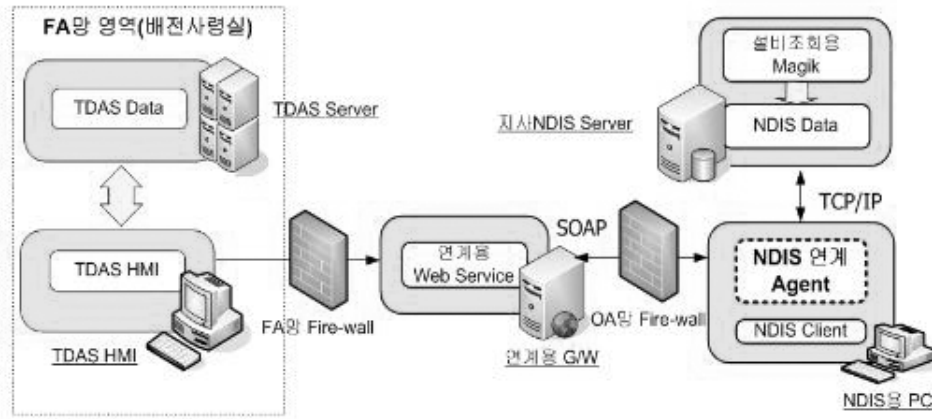 FA망 영역(배전사령실)
TDAS Data
TDAS Server
TDAS HMI
TDAS HMI
FA망 Fire-wall
연계용
Web Service
연계용 G/W
SOAP
OA망 Fire-wall
설비조회용
Magik
NDIS Data
지사NDIS Server
TCP/IP
NDIS 연계
Agent
NDIS Client
NDIS용 PC